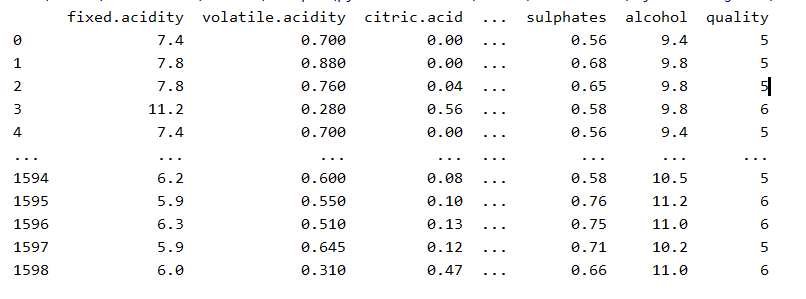 fixed.acidity volatile.acidity citric.acid ... sulphates alcohol quality
0 7.4 0.700 0.00 ... 0.56 9.4 5
1 7.8 0.880 0.00 ... 0.68 9.8 5
2 7.8 0.760 0.04 ... 0.65 9.8 5
3 11.2 0.280 0.56 ... 0.58 9.8 6
4 7.4 0.700 0.00 ... 0.56 9.4 5
... ... ... ... ... ... ... ...
1594 6.2 0.600 0.08 ... 0.58 10.5 5
1595 5.9 0.550 0.10 ... 0.76 11.2 6
1596 6.3 0.510 0.13 ... 0.75 11.0 6
1597 5.9 0.645 0.12 ... 0.71 10.2 5
1598 6.0 0.310 0.47 ... 0.66 11.0 6